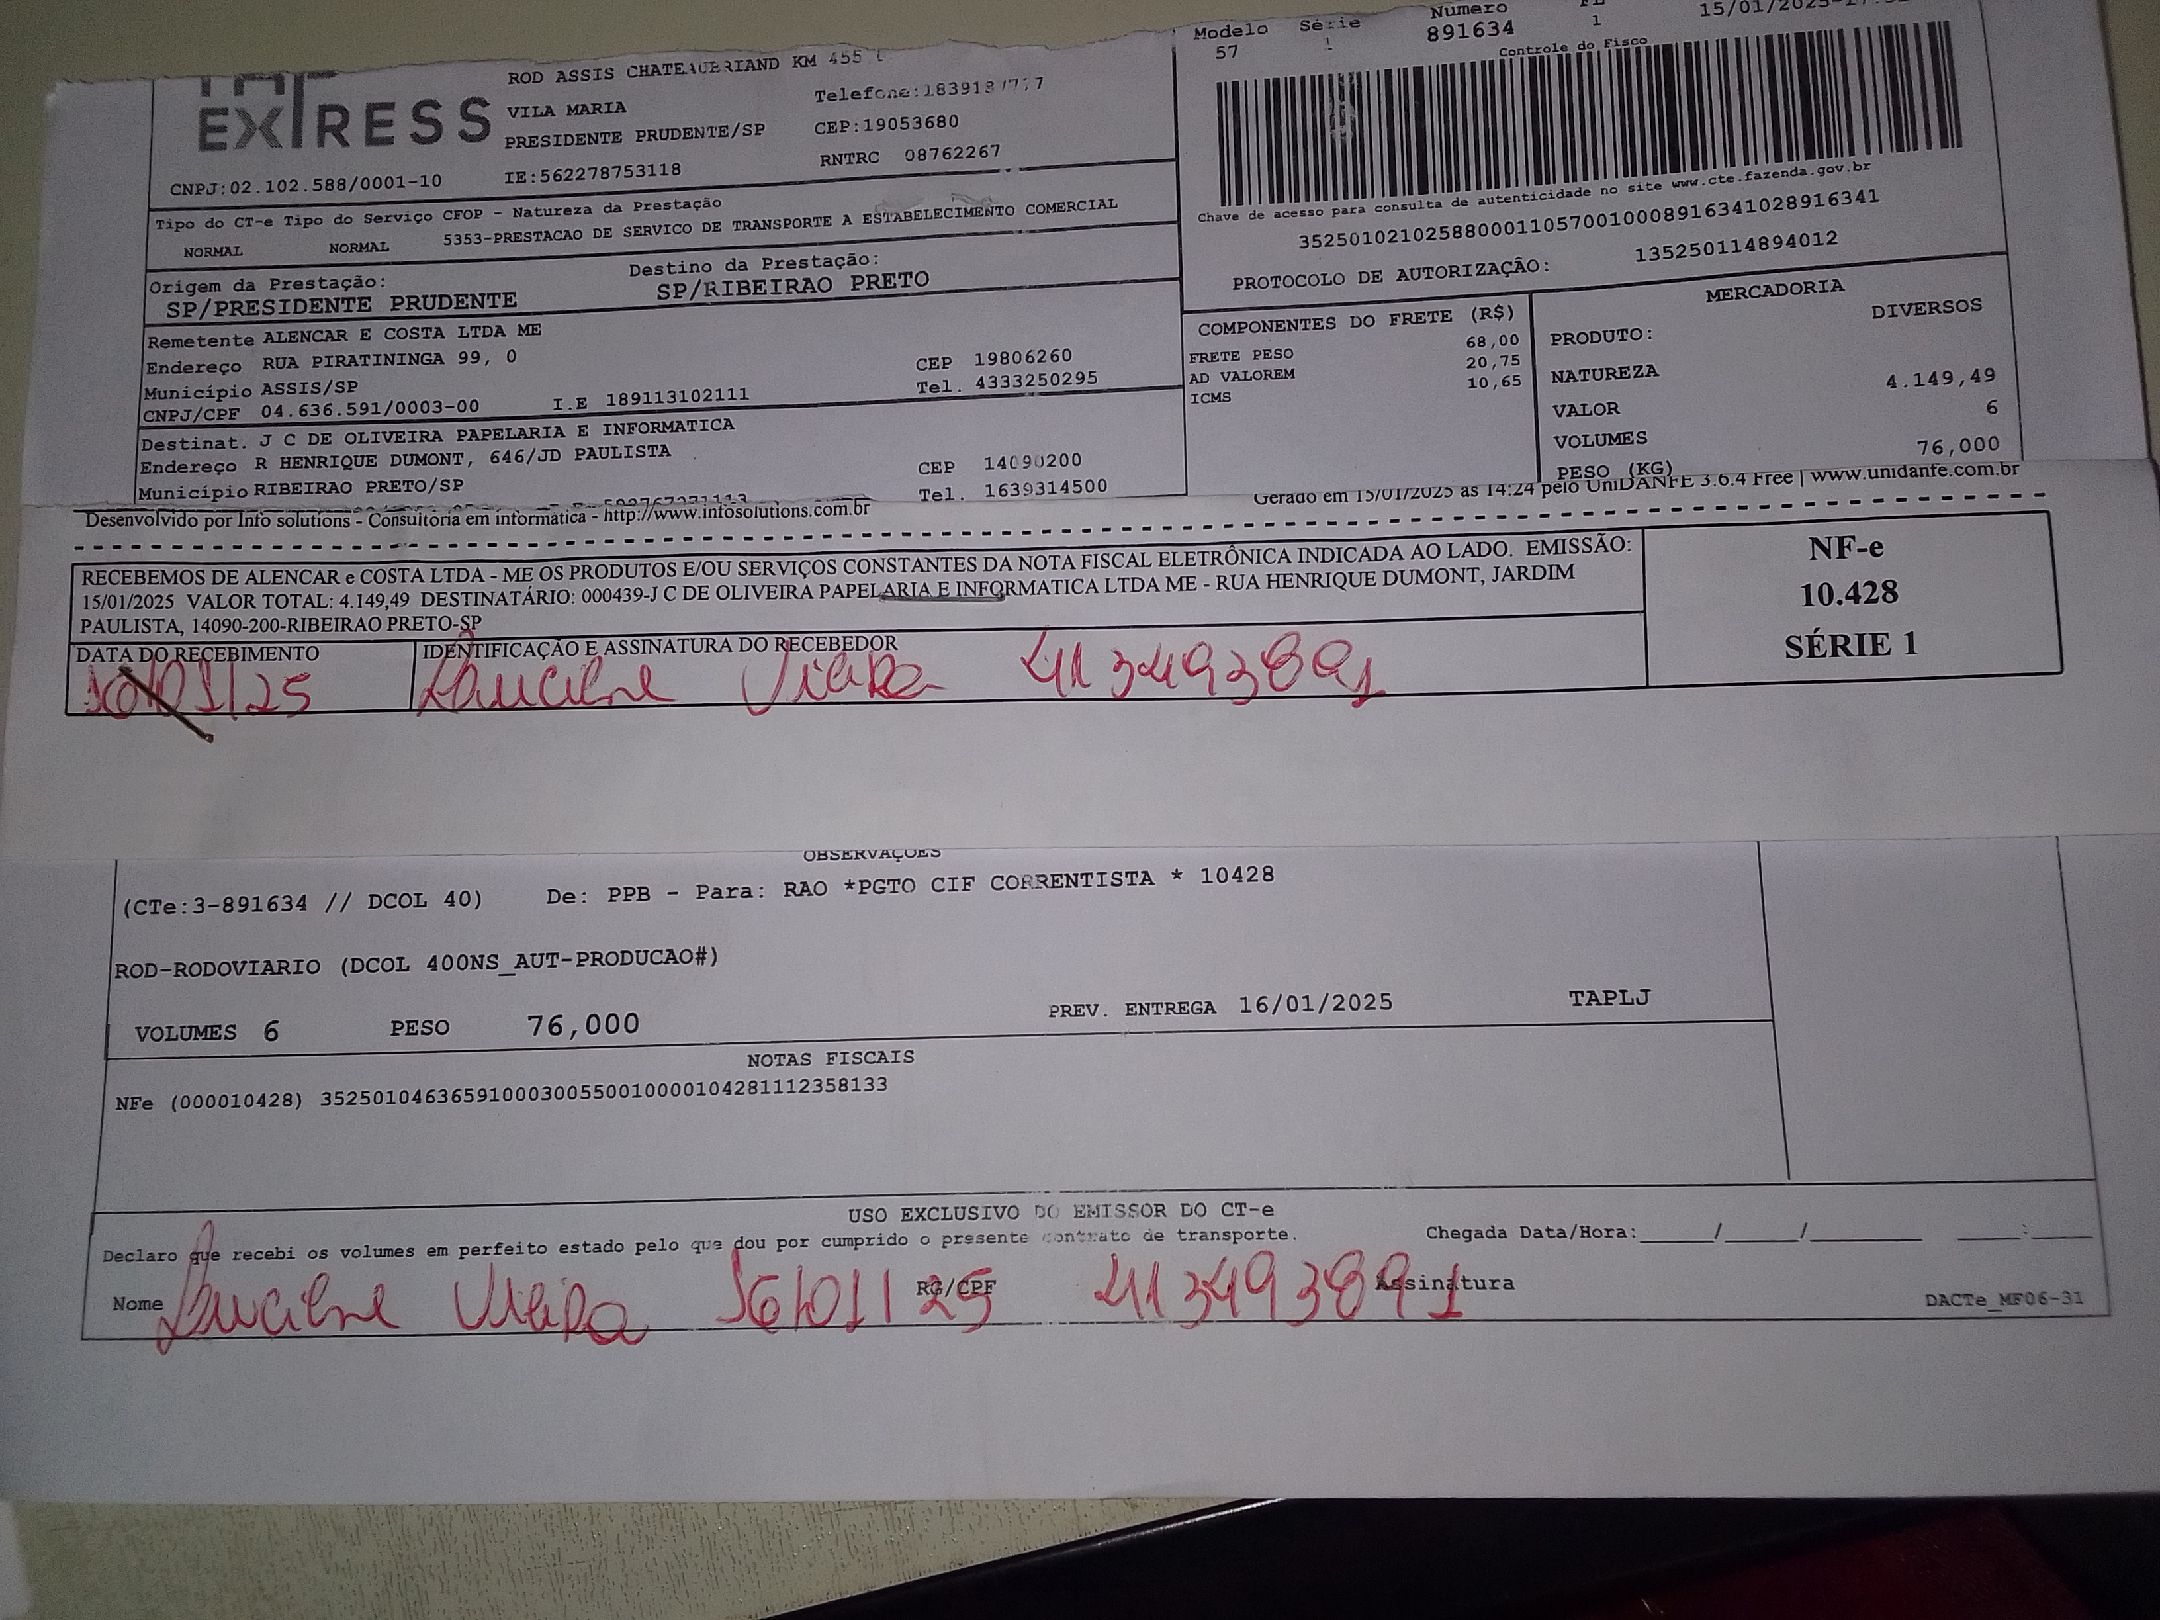 EXPRESS
ROD ASSIS CHATEAUBRIAND KM 455
VILA MARIA
Telefone:
PRESIDENTE PRUDENTE/SP CEP:19053680
CNPJ:02.102.588/0001-10 IE:562278753118 RNTRC 08762267
Modelo Série Numero
57 1 891634 1 15/01/2025
Controle do Fisco
Chave de acesso para consulta de autenticidade no site www.cte.fazenda.gov.br
35250102102588000110570010008916341028916341
PROTOCOLO DE AUTORIZAÇÃO: 135250114894012
Tipo do CT-e Tipo do Serviço CFOP - Natureza da Prestação
NORMAL NORMAL 5353-PRESTACAO DE SERVICO DE TRANSPORTE A ESTABELECIMENTO COMERCIAL
Origem da Prestação: Destino da Prestação:
SP/PRESIDENTE PRUDENTE SP/RIBEIRAO PRETO
Remetente ALENCAR E COSTA LTDA ME
Endereço RUA PIRATININGA 99, 0 CEP 19806260
Município ASSIS/SP Tel. 4333250295
CNPJ/CPF 04.636.591/0003-00 I.E 189113102111
Destinat. J C DE OLIVEIRA PAPELARIA E INFORMATICA
Endereço R HENRIQUE DUMONT, 646/JD PAULISTA CEP 14090200
Município RIBEIRAO PRETO/SP Tel. 1639314500
COMPONENTES DO FRETE (R$)
FRETE PESO 68,00
AD VALOREM 20,75
ICMS 10,65
MERCADORIA
PRODUTO: DIVERSOS
NATUREZA
VALOR 4.149,49
VOLUMES 6
PESO (KG) 76,000
Desenvolvido por Info solutions - Consultoria em informatica - http://www.infosolutions.com.br
Gerado em 15/01/2025 as 14:24 pelo UniDANFE 3.6.4 Free | www.unidanfe.com.br
RECEBEMOS DE ALENCAR e COSTA LTDA - ME OS PRODUTOS E/OU SERVIÇOS CONSTANTES DA NOTA FISCAL ELETRÔNICA INDICADA AO LADO. EMISSÃO:
15/01/2025 VALOR TOTAL: 4.149,49 DESTINATÁRIO: 000439-J C DE OLIVEIRA PAPELARIA E INFORMATICA LTDA ME - RUA HENRIQUE DUMONT, JARDIM
PAULISTA, 14090-200-RIBEIRAO PRETO-SP
NF-e
10.428
SÉRIE 1
DATA DO RECEBIMENTO IDENTIFICAÇÃO E ASSINATURA DO RECEBEDOR
16/01/25 Lucilene Vieira 413493891
OBSERVAÇOES
(CTe:3-891634 // DCOL 40) De: PPB - Para: RAO *PGTO CIF CORRENTISTA * 10428
ROD-RODOVIARIO (DCOL 400NS_AUT-PRODUCAO#)
VOLUMES 6 PESO 76,000 PREV. ENTREGA 16/01/2025 TAPLJ
NOTAS FISCAIS
NFe (000010428) 35250104636591000300550010000104281112358133
USO EXCLUSIVO DO EMISSOR DO CT-e
Declaro que recebi os volumes em perfeito estado pelo que dou por cumprido o presente contrato de transporte. Chegada Data/Hora:_____/_____/_______ ____:____
Nome Lucilene Vieira 16/01/25 RG/CPF 413493891 Assinatura
DACTe_MF06-31